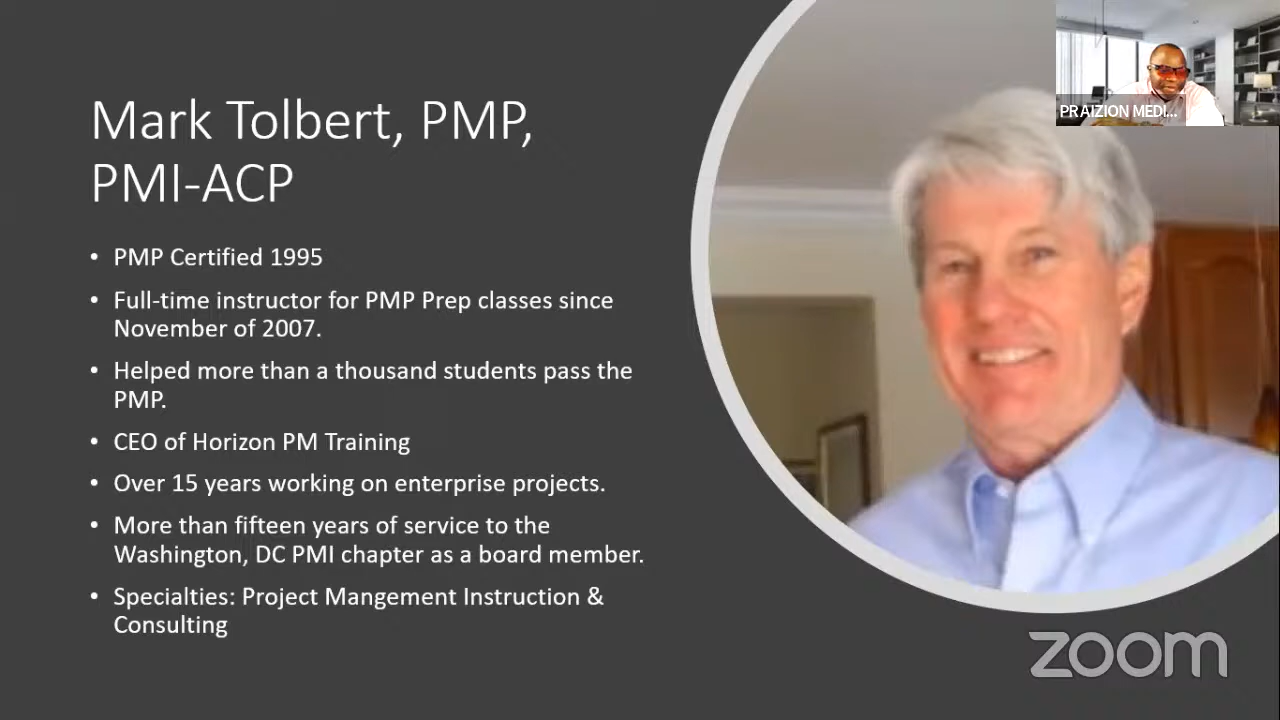 PRAIZION MEDI...
Mark Tolbert, PMP,
PMI-ACP
• PMP Certified 1995
• Full-time instructor for PMP Prep classes since
November of 2007.
• Helped more than a thousand students pass the
PMP.
• CEO of Horizon PM Training
• Over 15 years working on enterprise projects.
• More than fifteen years of service to the
Washington, DC PMI chapter as a board member.
• Specialties: Project Mangement Instruction &
Consulting
zoom